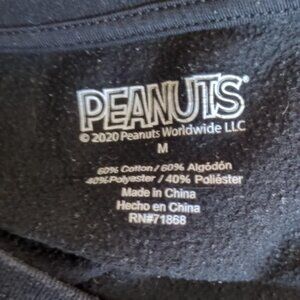 PEANUTS®
© 2020 Peanuts Worldwide LLC
M
60% Cotton / 60% Algodón
40% Polyester / 40% Poliéster
Made in China
Hecho en China
RN#71868